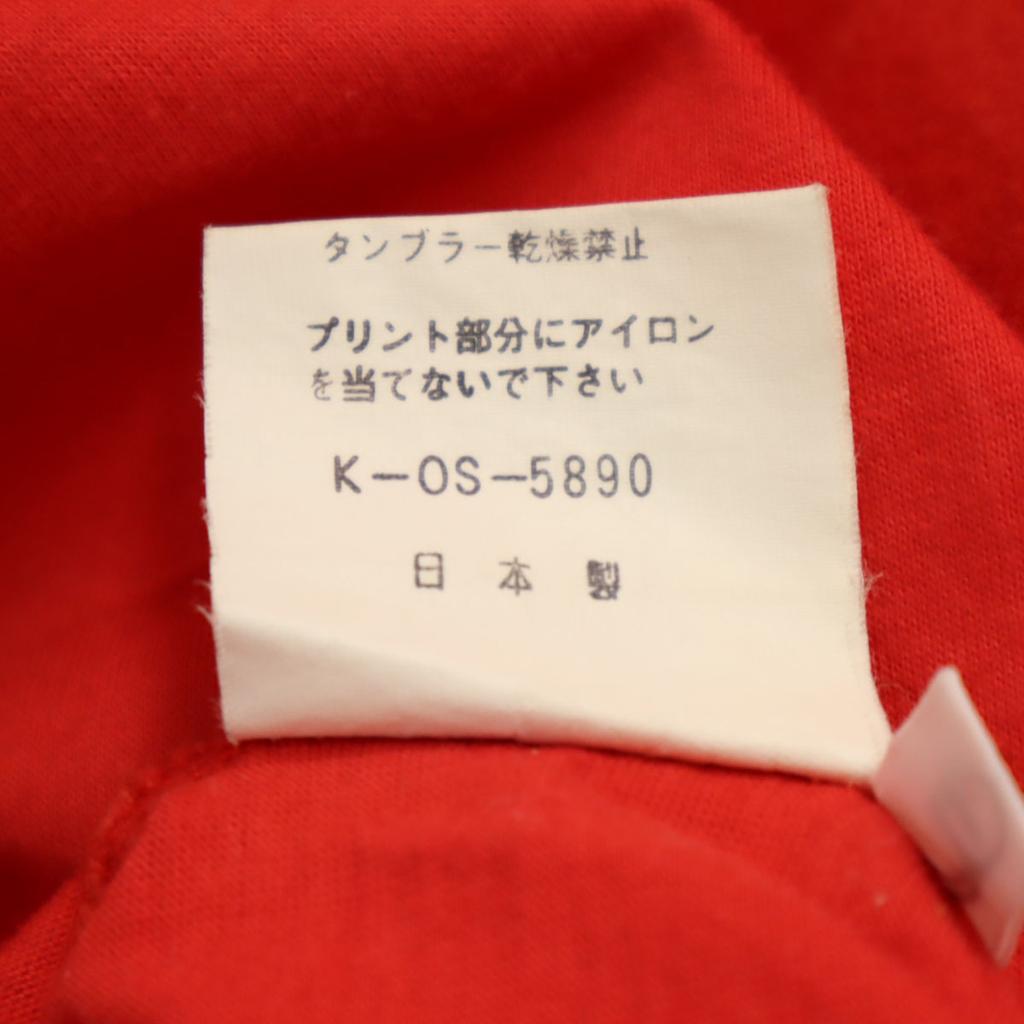 タンブラー乾燥禁止
プリント部分にアイロン
を当てないで下さい
K-OS-5890
日本製